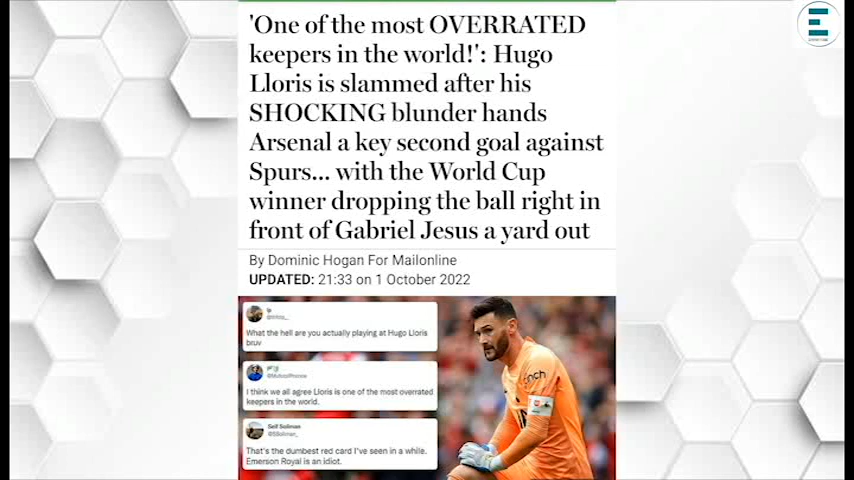 'One of the most OVERRATED
keepers in the world!': Hugo
Lloris is slammed after his
SHOCKING blunder hands
Arsenal a key second goal against
Spurs... with the World Cup
winner dropping the ball right in
front of Gabriel Jesus a yard out
By Dominic Hogan For Mailonline
UPDATED: 21:33 on 1 October 2022
What the hell are you actually playing at Hugo Lloris
bruv
I think we all agree Lloris is one of the most overrated
keepers in the world.
Seif Soliman
That's the dumbest red card I've seen in a while.
Emerson Royal is an idiot.
cinch